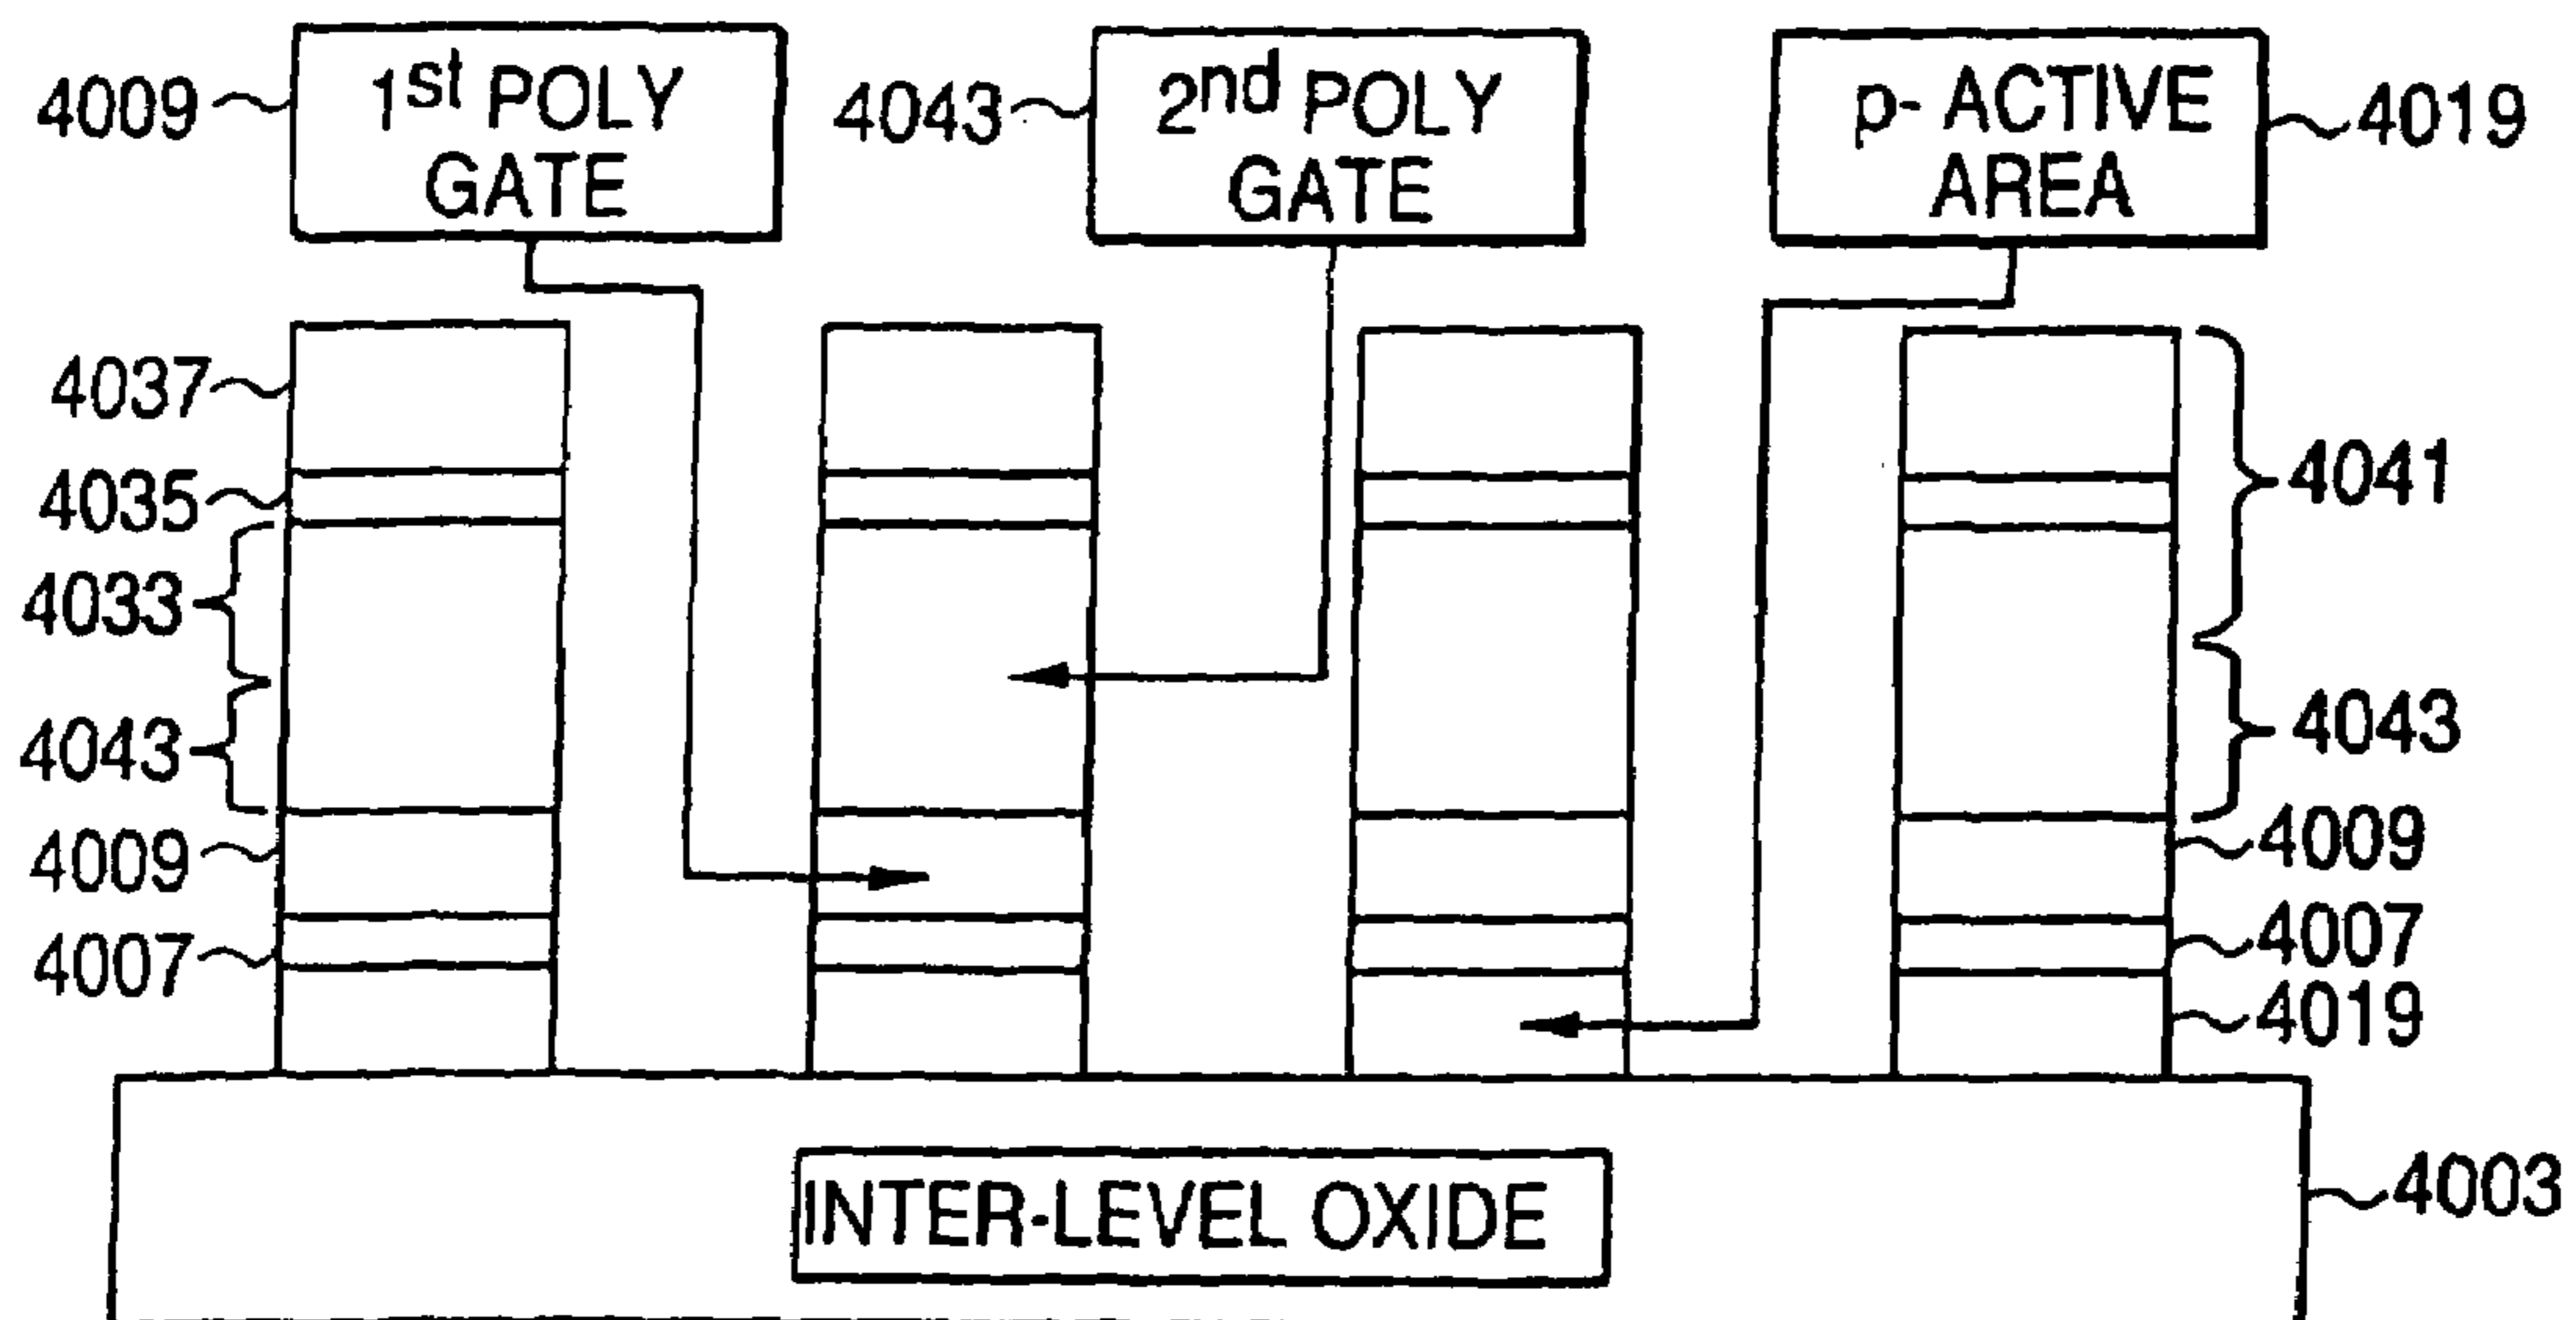 4009
1st POLY
GATE
4043
2nd POLY
GATE
p- ACTIVE
AREA
4019
4037
4035
4033
4043
4009
4007
4041
4043
4009
4007
4019
INTER-LEVEL OXIDE
4003